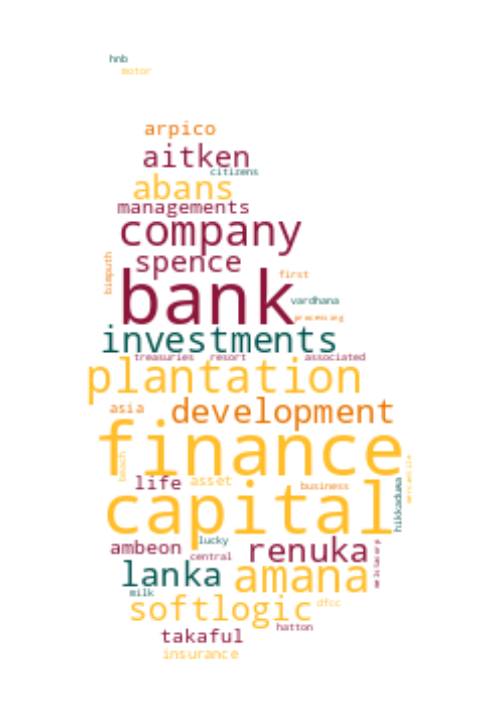 hnb
motor
arpico
aitken
citizens
abans
managements
company
spence
bimputh
first
bank
vardhana
processing
investments
treasuries resort associated
plantation
asia development
finance
beach
mercantile
life asset business
capital
hikkaduwa
lucky
ambeon central renuka
melstacorp
lanka amana
milk
softlogic dfcc
hatton
takaful
insurance